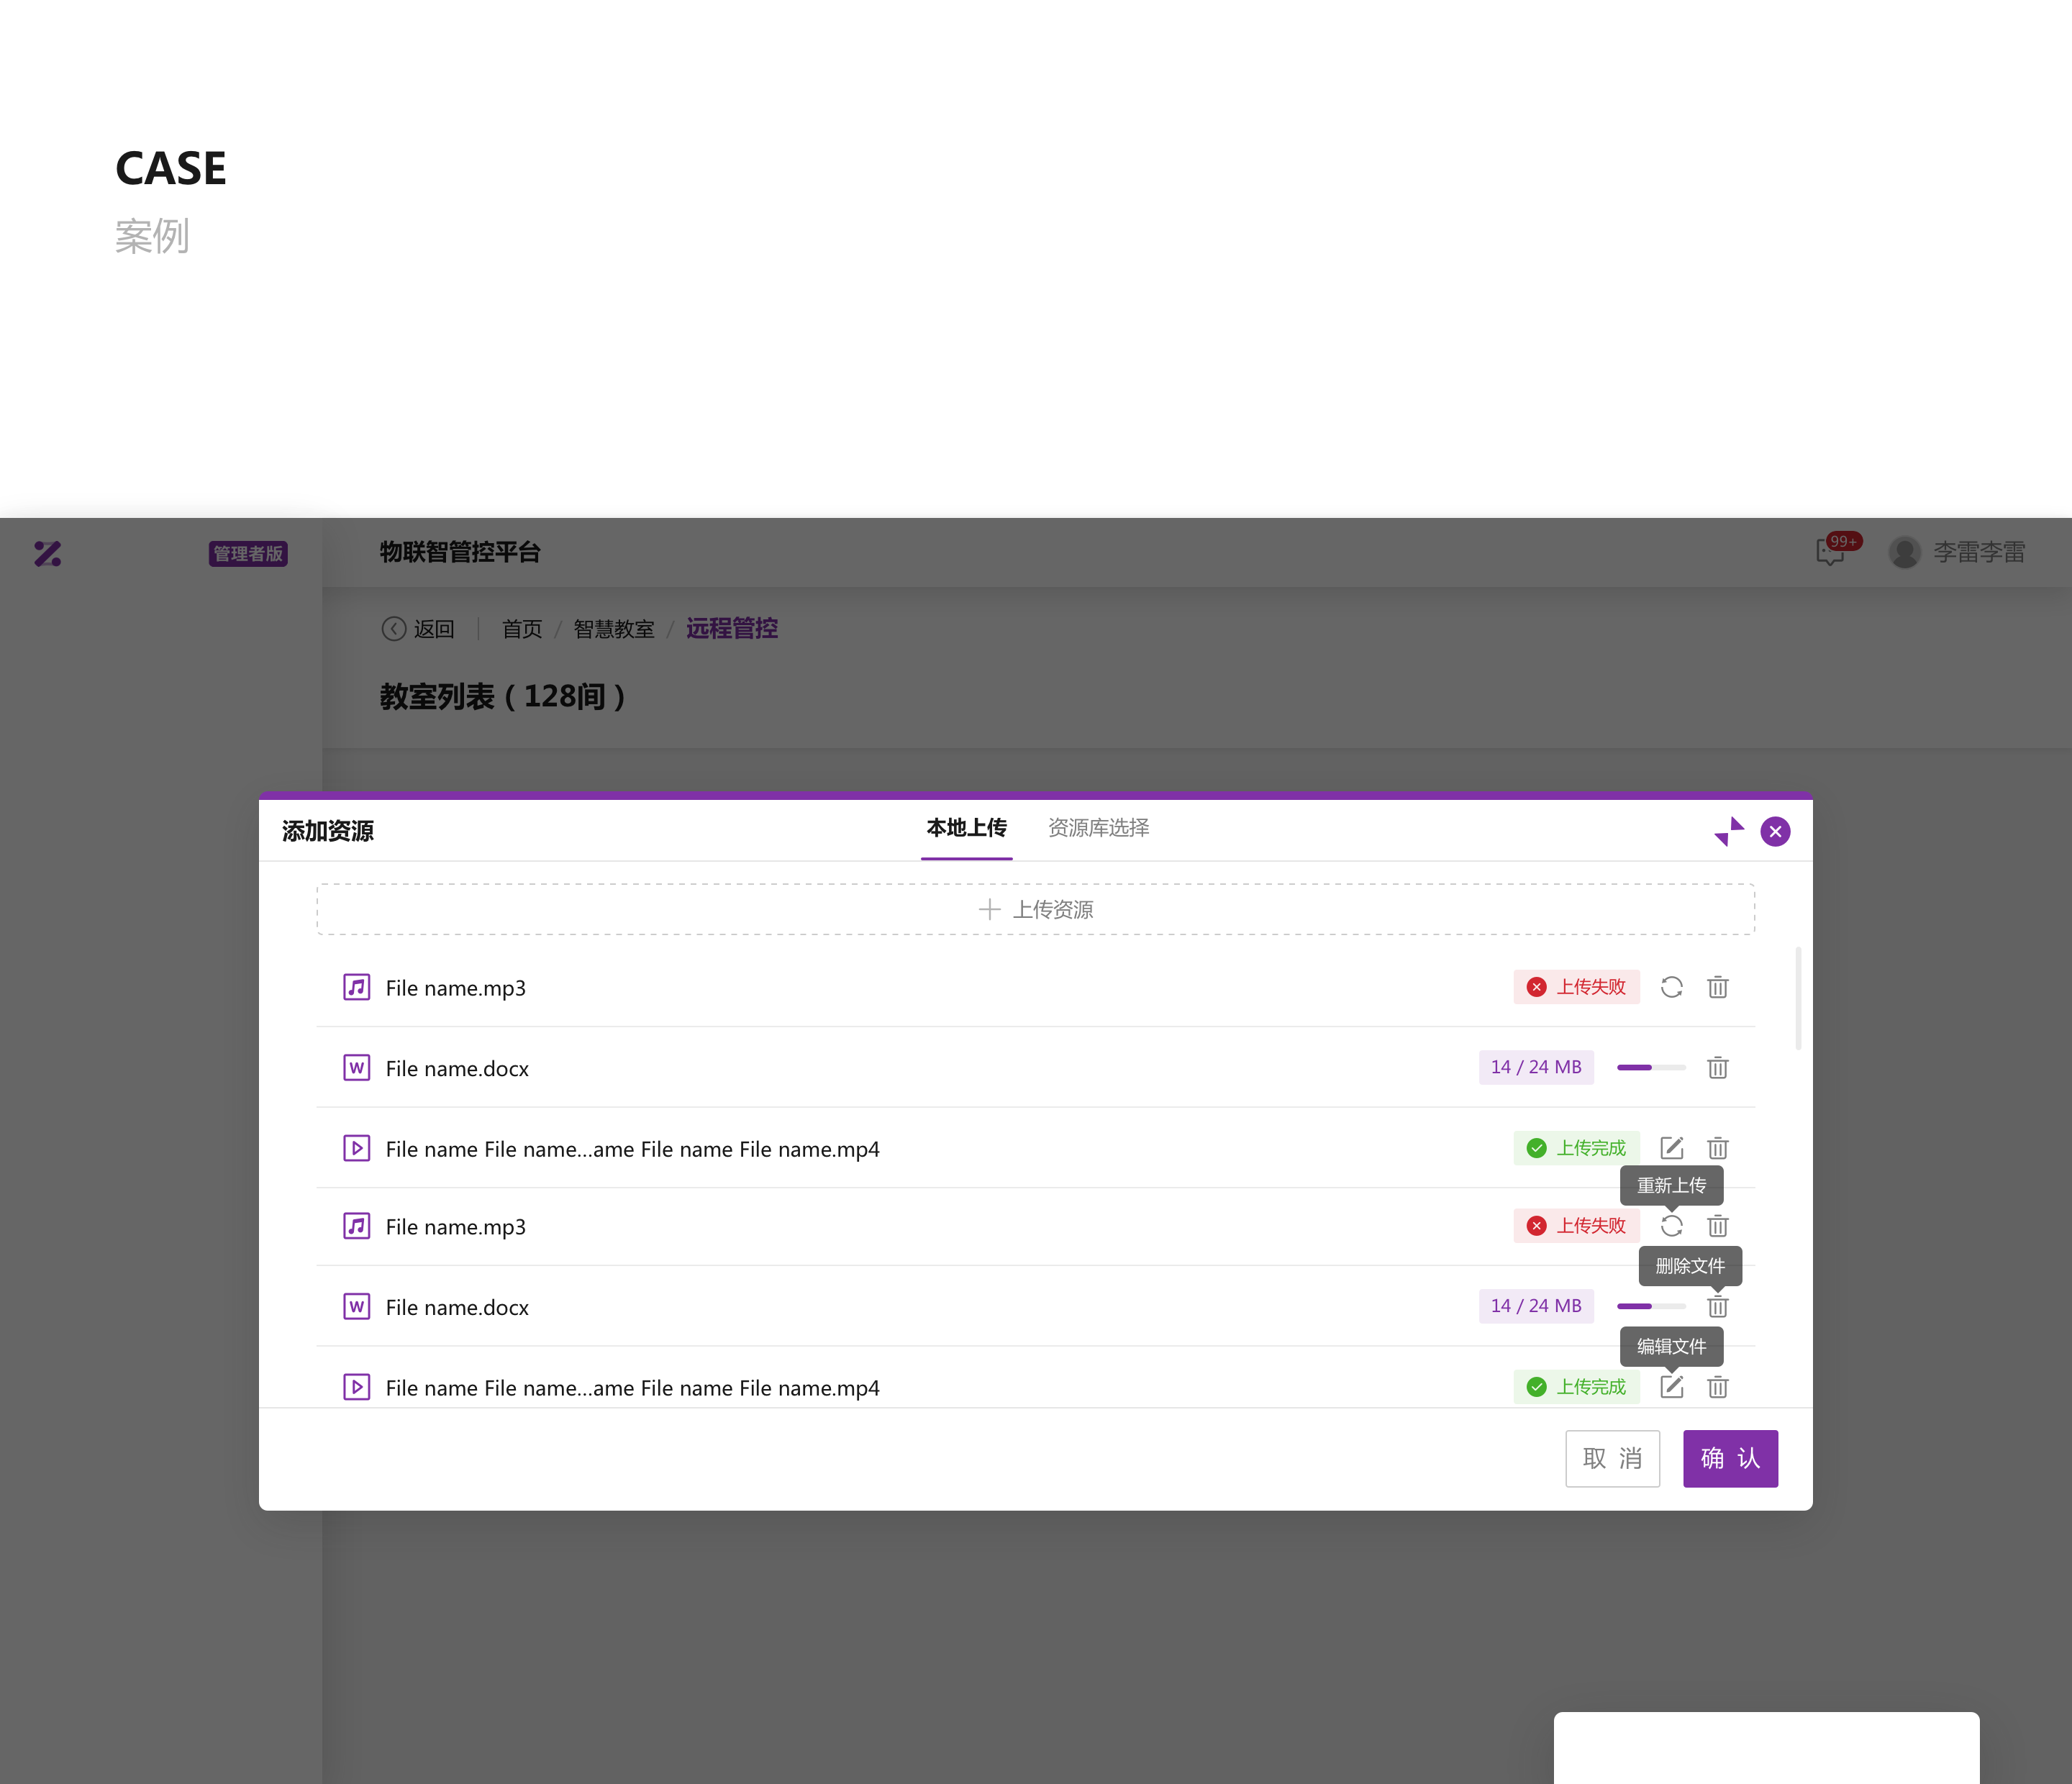 CASE
案例
管理者版
物联智管控平台
99+
李雷李雷
返回
首页 / 智慧教室 / 远程管控
教室列表（128间）
添加资源
本地上传
资源库选择
上传资源
File name.mp3
上传失败
W
File name.docx
14 / 24 MB
File name File name...ame File name File name.mp4
上传完成
重新上传
File name.mp3
上传失败
删除文件
W
File name.docx
14 / 24 MB
编辑文件
File name File name...ame File name File name.mp4
上传完成
取 消
确 认